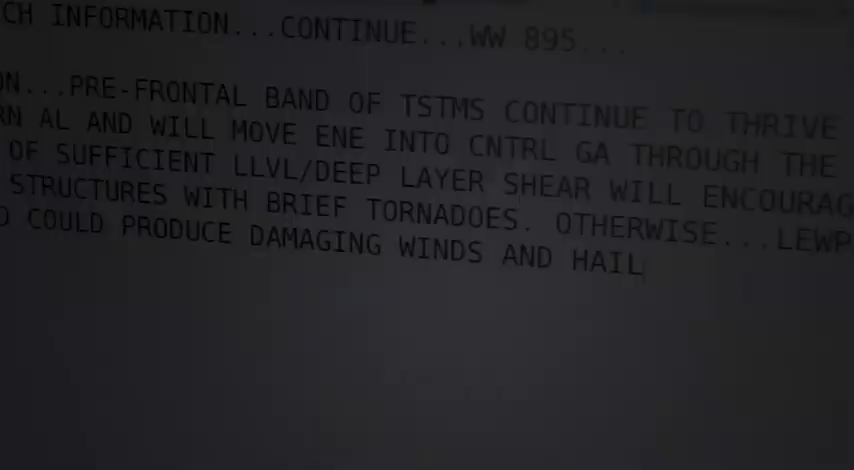 CH INFORMATION...CONTINUE...WW 895...
ON...PRE-FRONTAL BAND OF TSTMS CONTINUE TO THRIVE
RN AL AND WILL MOVE ENE INTO CNTRL GA THROUGH THE
OF SUFFICIENT LLVL/DEEP LAYER SHEAR WILL ENCOURAG
STRUCTURES WITH BRIEF TORNADOES. OTHERWISE...LEWP
D COULD PRODUCE DAMAGING WINDS AND HAIL